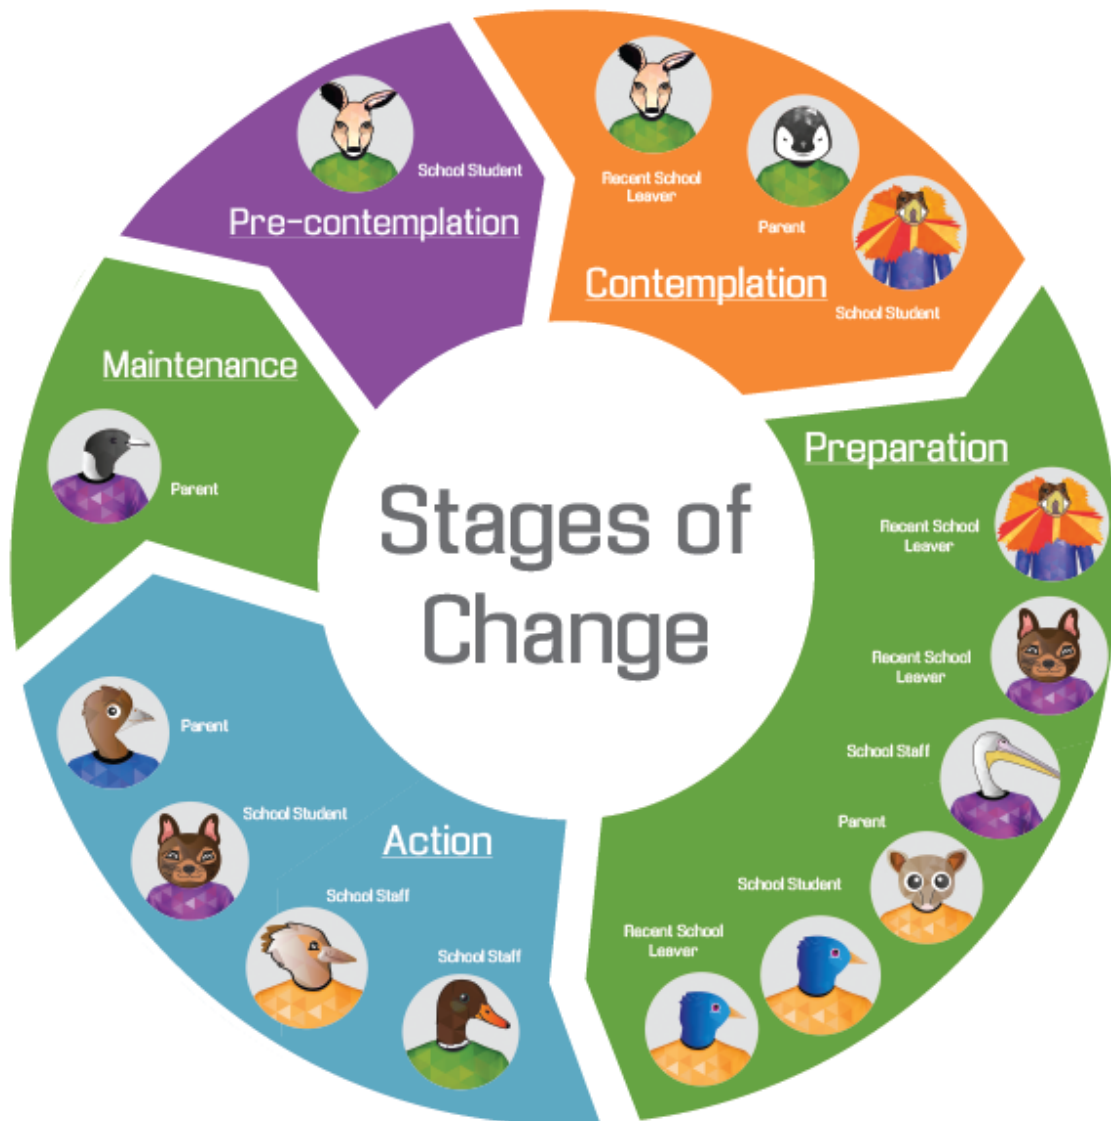 Stages of
Change
School Student
Pre-contemplation
Recent School
Leaver
Parent
School Student
Contemplation
Preparation
Recent School
Leaver
Recent School
Leaver
School Staff
Parent
School Student
Recent School
Leaver
Action
School Staff
School Staff
School Student
Parent
Maintenance
Parent